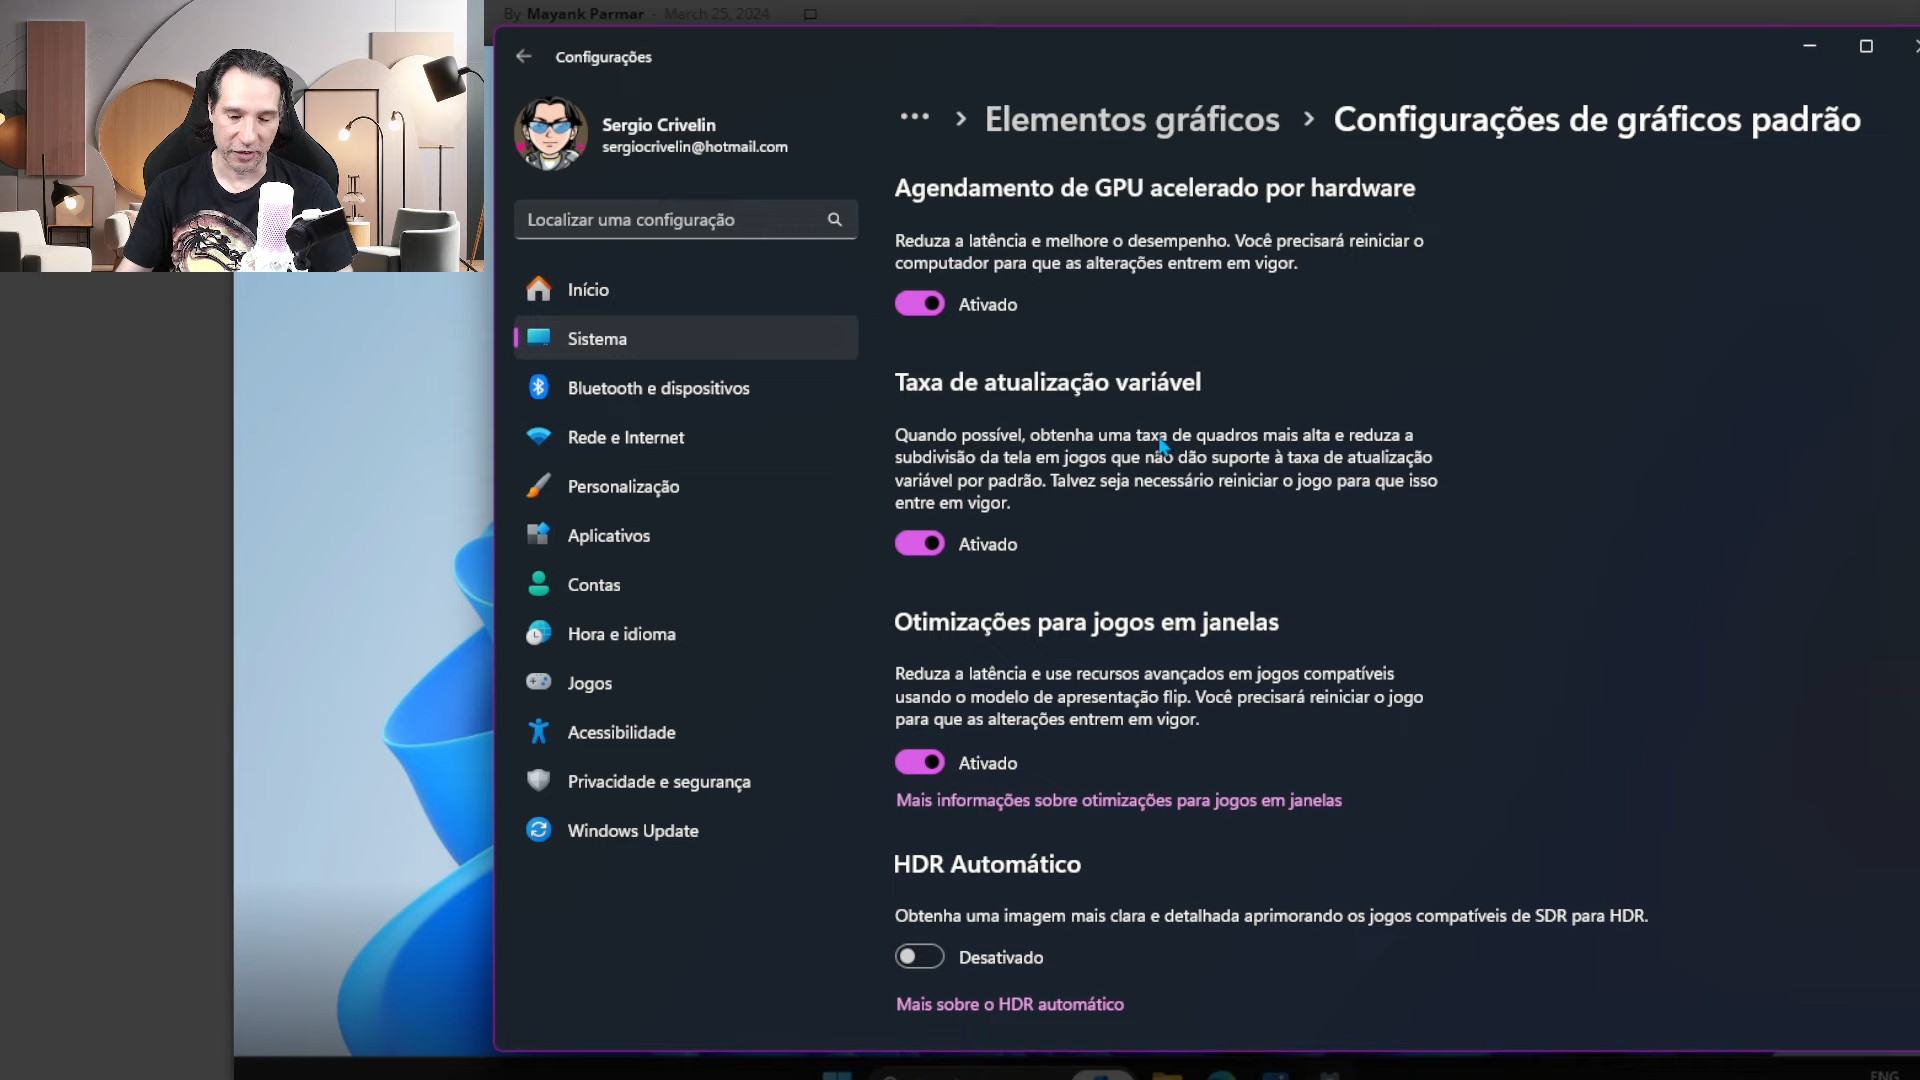 By Mayank Parmar - March 25, 2024
Configurações
Sergio Crivelin
sergiocrivelin@hotmail.com
Localizar uma configuração
Início
Sistema
Bluetooth e dispositivos
Rede e Internet
Personalização
Aplicativos
Contas
Hora e idioma
Jogos
Acessibilidade
Privacidade e segurança
Windows Update
··· > Elementos gráficos > Configurações de gráficos padrão
Agendamento de GPU acelerado por hardware
Reduza a latência e melhore o desempenho. Você precisará reiniciar o
computador para que as alterações entrem em vigor.
Ativado
Taxa de atualização variável
Quando possível, obtenha uma taxa de quadros mais alta e reduza a
subdivisão da tela em jogos que não dão suporte à taxa de atualização
variável por padrão. Talvez seja necessário reiniciar o jogo para que isso
entre em vigor.
Ativado
Otimizações para jogos em janelas
Reduza a latência e use recursos avançados em jogos compatíveis
usando o modelo de apresentação flip. Você precisará reiniciar o jogo
para que as alterações entrem em vigor.
Ativado
Mais informações sobre otimizações para jogos em janelas
HDR Automático
Obtenha uma imagem mais clara e detalhada aprimorando os jogos compatíveis de SDR para HDR.
Desativado
Mais sobre o HDR automático
ENG